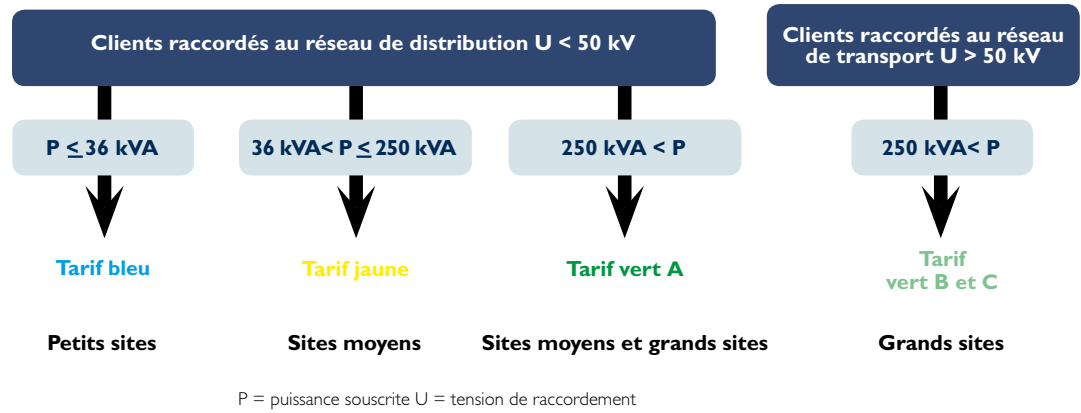 Clients raccordés au réseau de distribution U < 50 kV
Clients raccordés au réseau
de transport U > 50 kV
P ≤ 36 kVA
36 kVA< P ≤ 250 kVA
250 kVA < P
250 kVA< P
Tarif bleu
Tarif jaune
Tarif vert A
Tarif
vert B et C
Petits sites
Sites moyens
Sites moyens et grands sites
Grands sites
P = puissance souscrite U = tension de raccordement